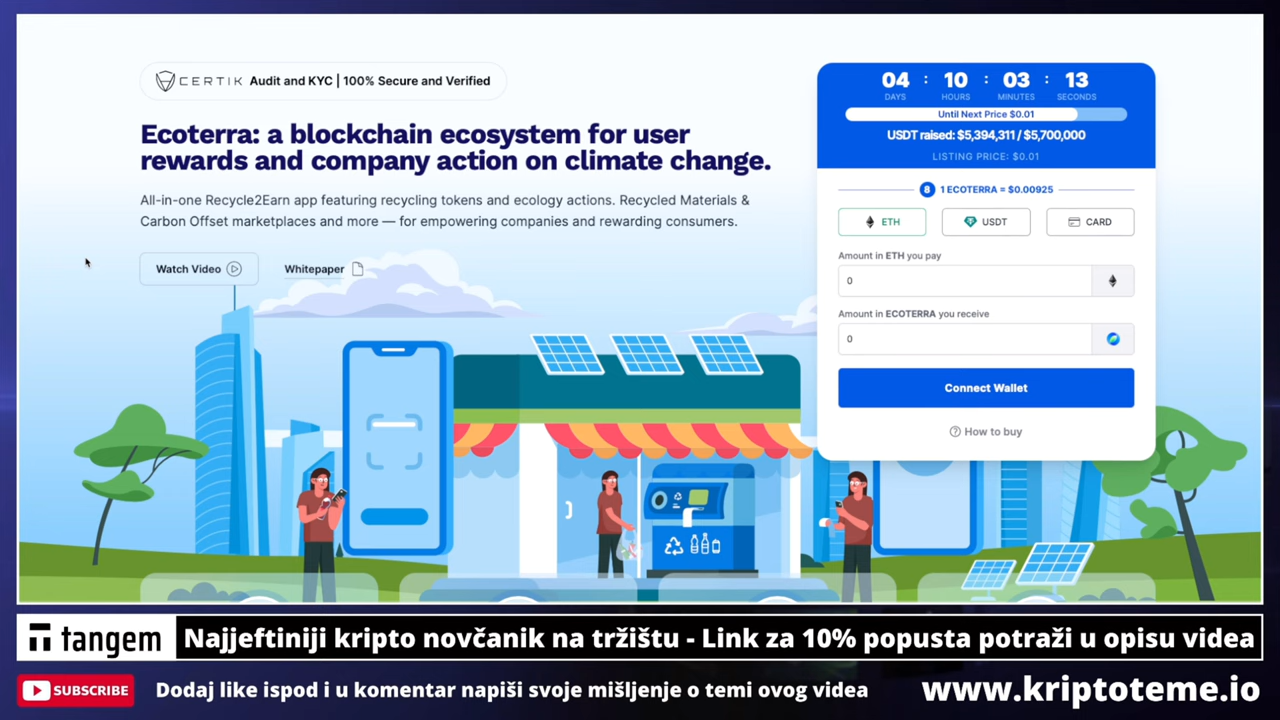 CERTIK Audit and KYC | 100% Secure and Verified
Ecoterra: a blockchain ecosystem for user
rewards and company action on climate change.
All-in-one Recycle2Earn app featuring recycling tokens and ecology actions. Recycled Materials &
Carbon Offset marketplaces and more — for empowering companies and rewarding consumers.
Watch Video
Whitepaper
04 : 10 : 03 : 13
DAYS HOURS MINUTES SECONDS
Until Next Price $0.01
USDT raised: $5,394,311 / $5,700,000
LISTING PRICE: $0.01
8 1 ECOTERRA = $0.00925
ETH USDT CARD
Amount in ETH you pay
0
Amount in ECOTERRA you receive
0
Connect Wallet
How to buy
tangem Najjeftiniji kripto novčanik na tržištu - Link za 10% popusta potraži u opisu videa
SUBSCRIBE Dodaj like ispod i u komentar napiši svoje mišljenje o temi ovog videa www.kriptoteme.io